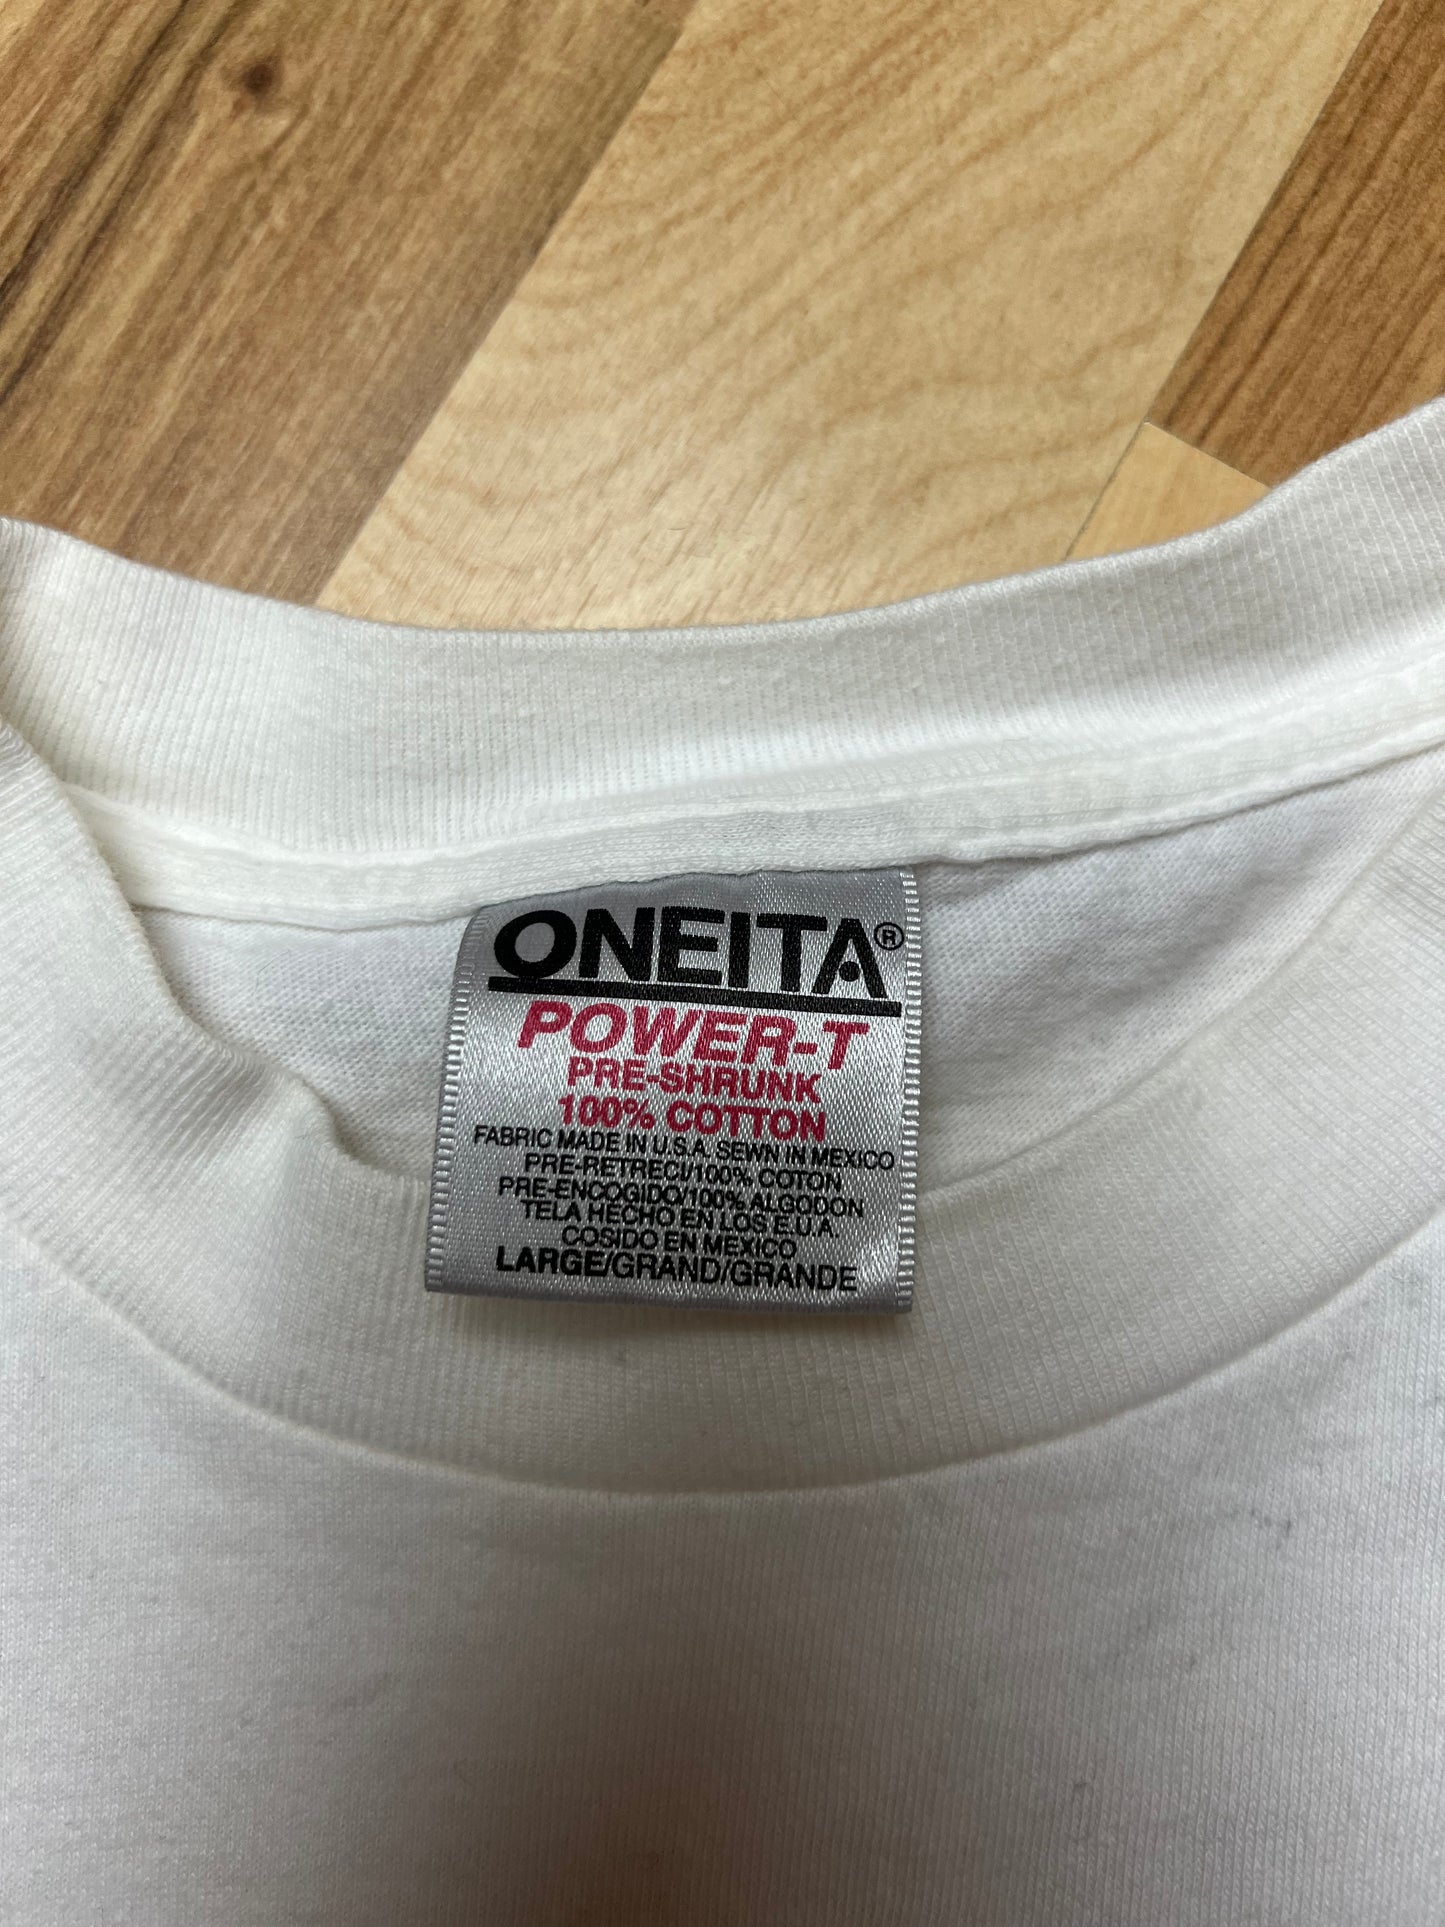 ONEITA®
POWER-T
PRE-SHRUNK
100% COTTON
FABRIC MADE IN U.S.A. SEWN IN MEXICO
PRE-RETRECI/100% COTON
PRE-ENCOGIDO/100% ALGODON
TELA HECHO EN LOS E.U.A.
COSIDO EN MEXICO
LARGE/GRAND/GRANDE